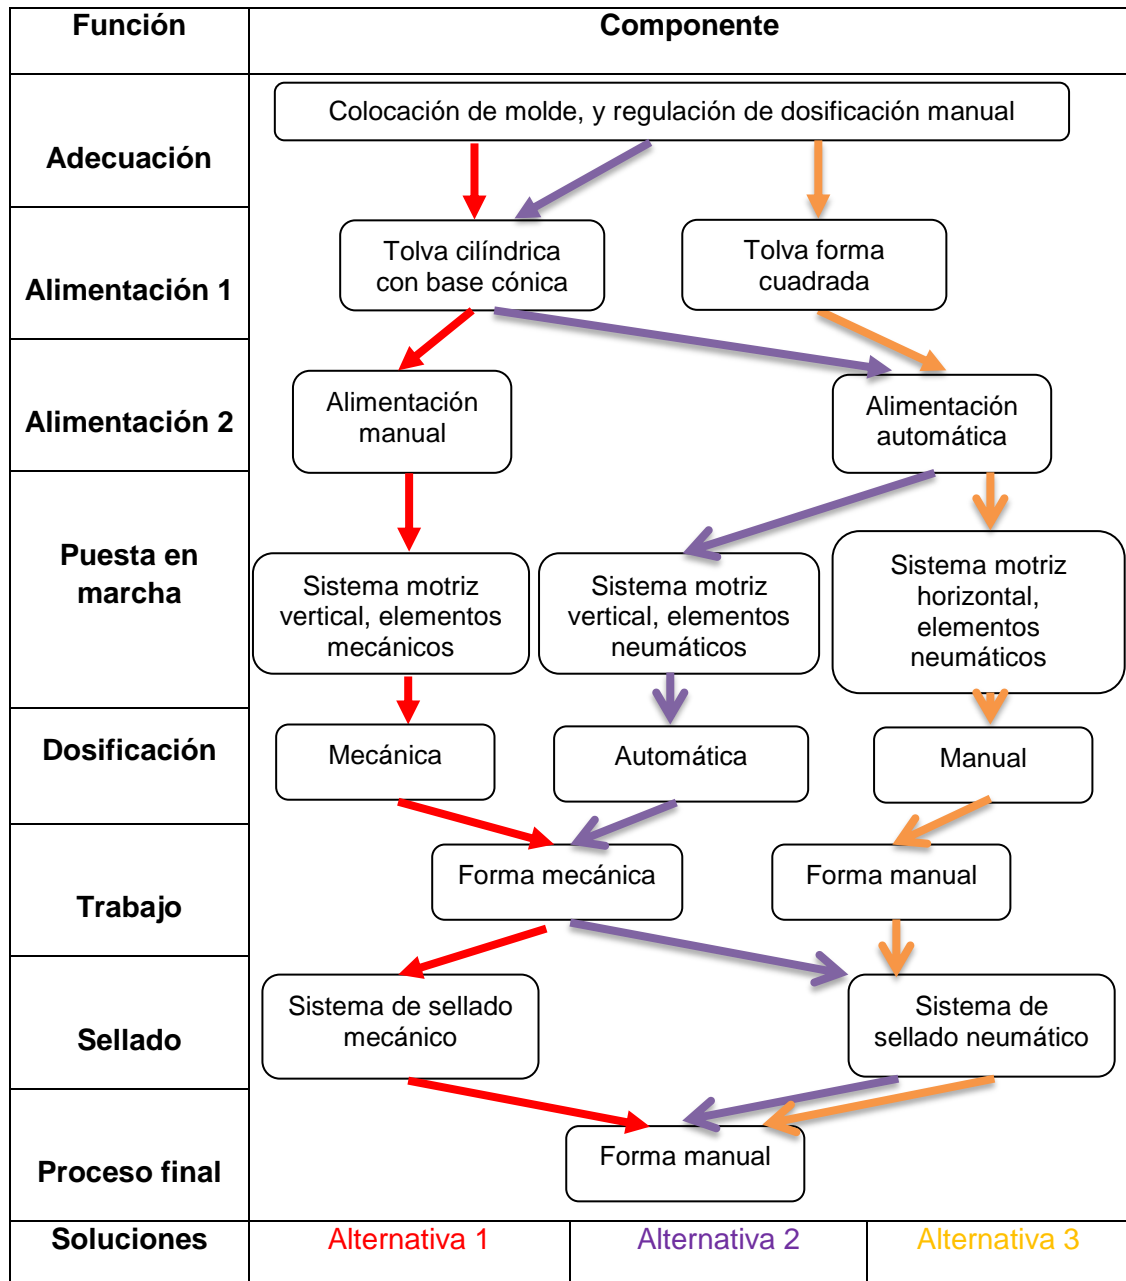 Función
Componente
Adecuación
Colocación de molde, y regulación de dosificación manual
Alimentación 1
Tolva cilíndrica
con base cónica
Tolva forma
cuadrada
Alimentación 2
Alimentación
manual
Alimentación
automática
Puesta en
marcha
Sistema motriz
vertical, elementos
mecánicos
Sistema motriz
vertical, elementos
neumáticos
Sistema motriz
horizontal,
elementos
neumáticos
Dosificación
Mecánica
Automática
Manual
Trabajo
Forma mecánica
Forma manual
Sellado
Sistema de sellado
mecánico
Sistema de
sellado neumático
Proceso final
Forma manual
Soluciones
Alternativa 1
Alternativa 2
Alternativa 3